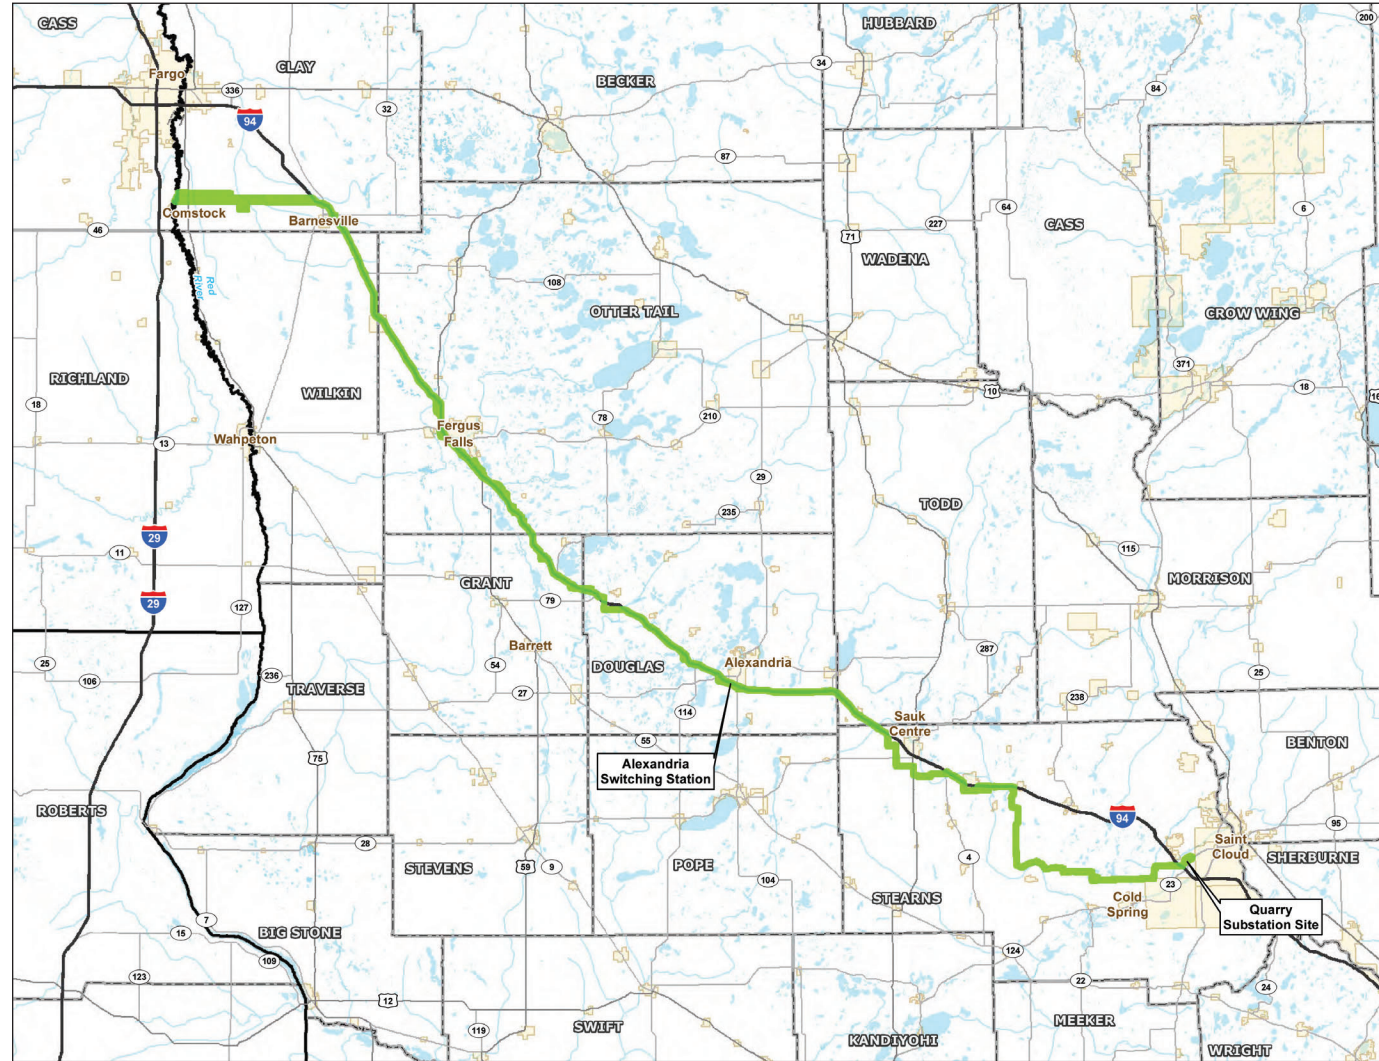 CASS
HUBBARD
200
Fargo
CLAY
34
336
BECKER
84
32
94
87
Comstock
Barnesville
64
6
46
227
CASS
71
WADENA
Red
River
108
OTTER TAIL
CROW WING
371
RICHLAND
WILKIN
10
18
16
18
78
210
Fergus
Falls
Wahpeton
13
29
TODD
235
29
11
115
GRANT
MORRISON
29
79
127
Barrett
287
25
54
DOUGLAS
Alexandria
25
106
236
TRAVERSE
27
238
114
Sauk
Centre
55
BENTON
75
Alexandria
Switching Station
ROBERTS
94
95
28
Saint
Cloud
4
SHERBURNE
STEVENS
59
9
POPE
104
23
STEARNS
Cold
Spring
Quarry
Substation Site
7
15
BIG STONE
109
124
123
22
24
12
119
SWIFT
MEEKER
KANDIYOHI
WRIGHT